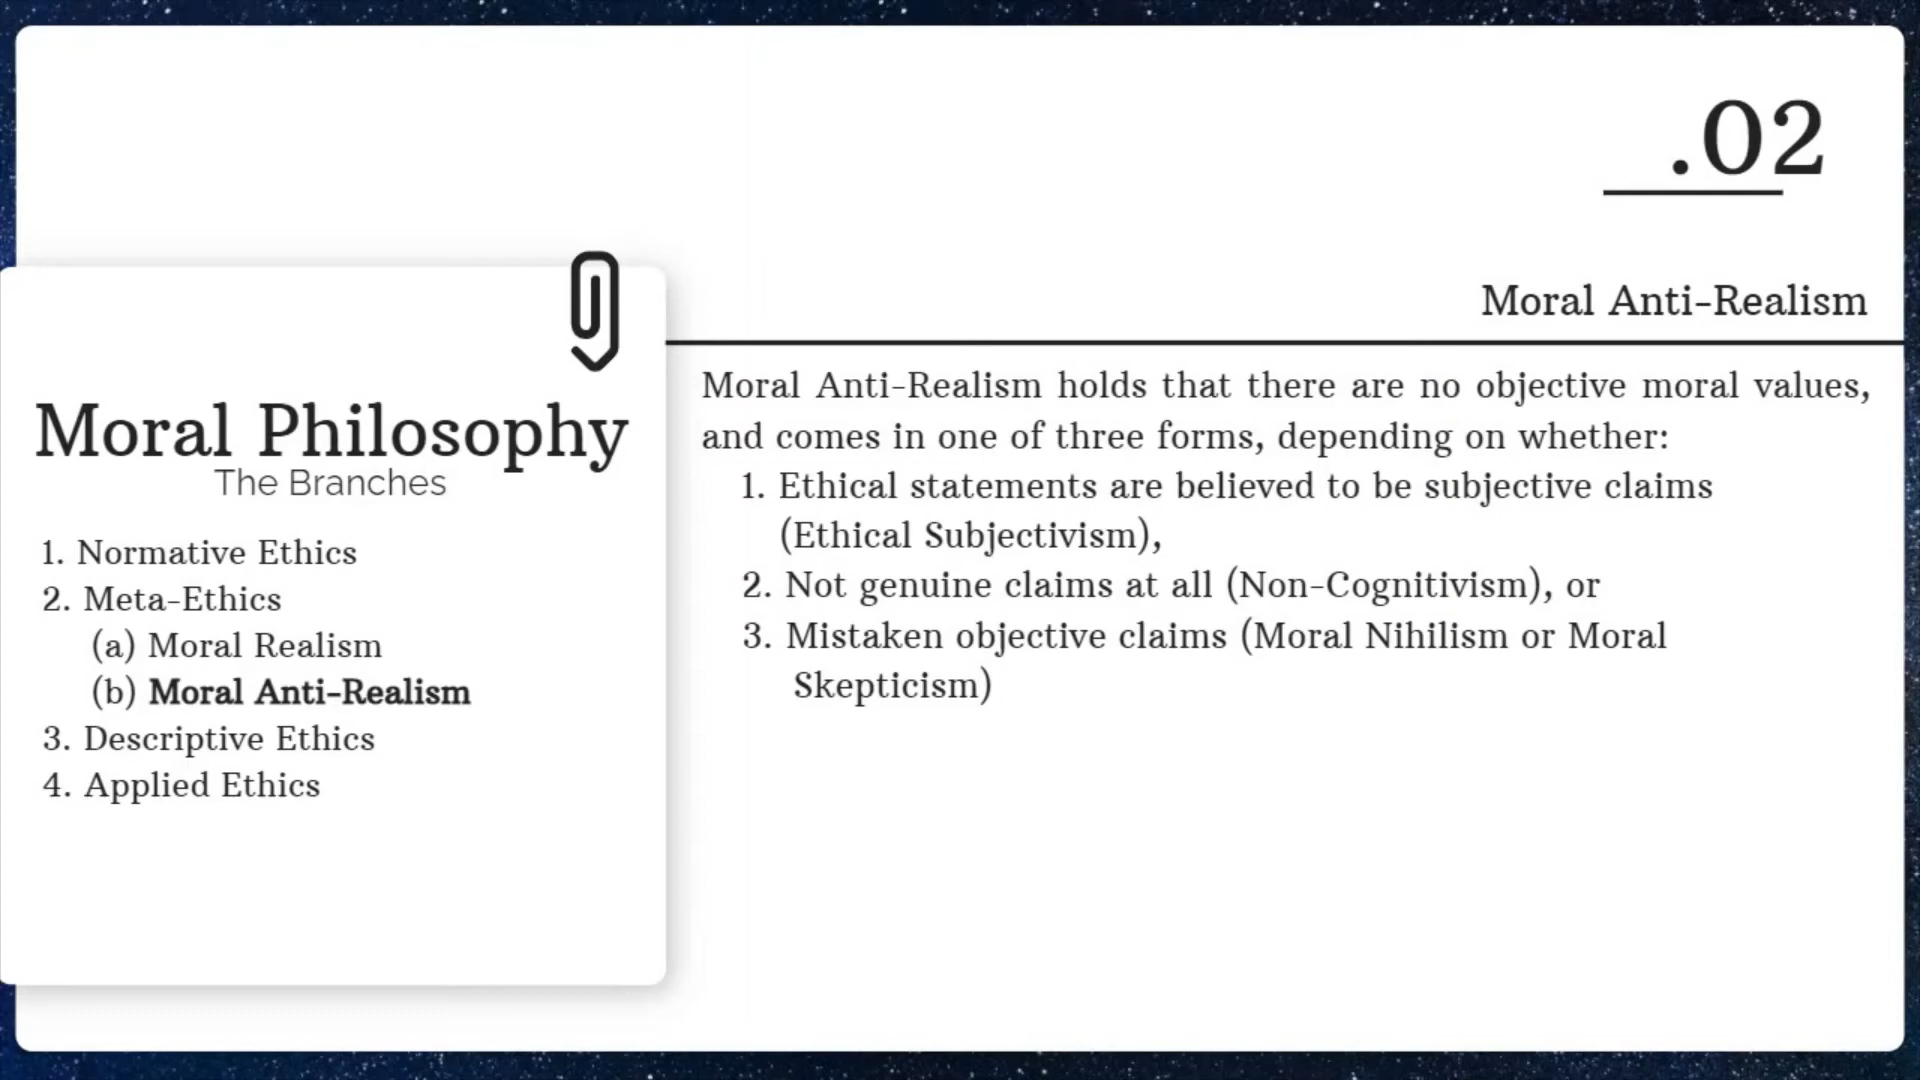 .02
Moral Anti-Realism
Moral Philosophy
The Branches
1. Normative Ethics
2. Meta-Ethics
(a) Moral Realism
(b) Moral Anti-Realism
3. Descriptive Ethics
4. Applied Ethics
Moral Anti-Realism holds that there are no objective moral values,
and comes in one of three forms, depending on whether:
1. Ethical statements are believed to be subjective claims
(Ethical Subjectivism),
2. Not genuine claims at all (Non-Cognitivism), or
3. Mistaken objective claims (Moral Nihilism or Moral
Skepticism)